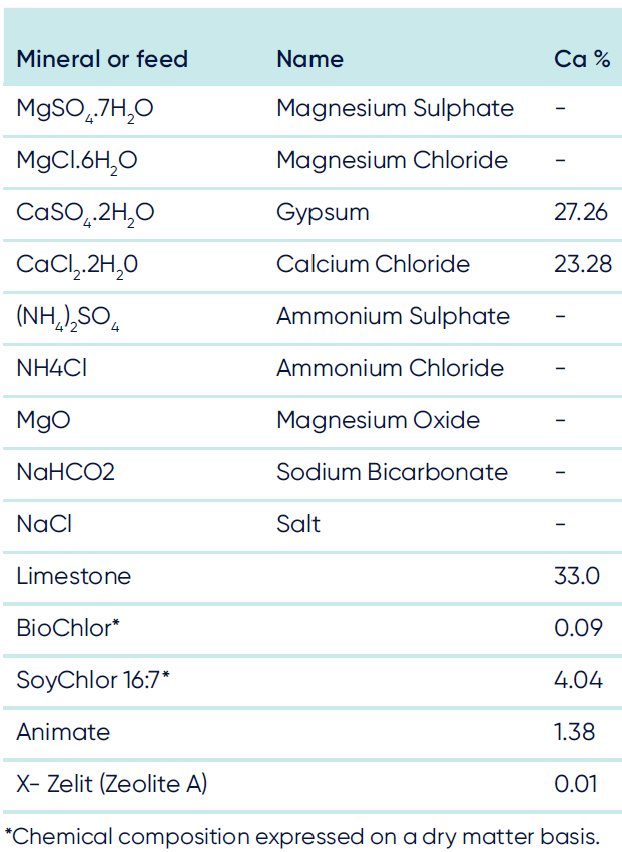 Mineral or feed Name Ca %
MgSO₄.7H₂O Magnesium Sulphate -
MgCl.6H₂O Magnesium Chloride -
CaSO₄.2H₂O Gypsum 27.26
CaCl₂.2H₂0 Calcium Chloride 23.28
(NH₄)₂SO₄ Ammonium Sulphate -
NH4Cl Ammonium Chloride -
MgO Magnesium Oxide -
NaHCO2 Sodium Bicarbonate -
NaCl Salt -
Limestone 33.0
BioChlor* 0.09
SoyChlor 16:7* 4.04
Animate 1.38
X- Zelit (Zeolite A) 0.01
*Chemical composition expressed on a dry matter basis.